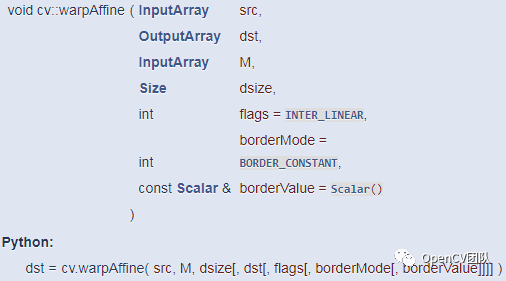 void cv::warpAffine ( InputArray src,
OutputArray dst,
InputArray M,
Size dsize,
int flags = INTER_LINEAR,
borderMode =
int BORDER_CONSTANT,
const Scalar & borderValue = Scalar()
)
Python:
dst = cv.warpAffine( src, M, dsize[, dst[, flags[, borderMode[, borderValue]]]] )
OpenCV团队